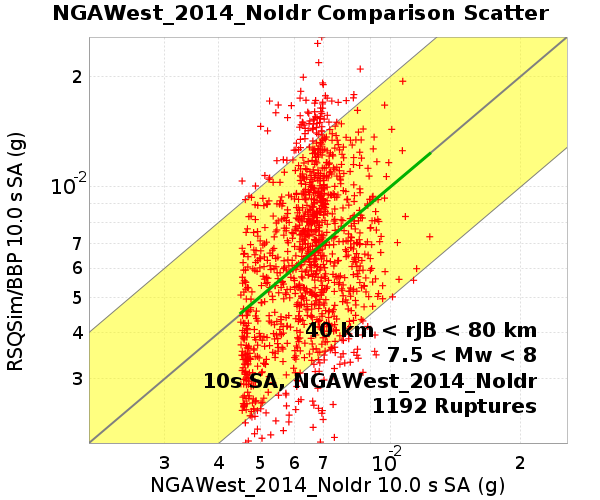 NGAWest_2014_NoIdr Comparison Scatter
RSQSim/BBP 10.0 s SA (g)
2
10-2
7
6
5
4
3
40 km < rJB < 80 km
7.5 < Mw < 8
10s SA, NGAWest_2014_NoIdr
1192 Ruptures
3 4 5 6 7 10-2 2
NGAWest_2014_NoIdr 10.0 s SA (g)